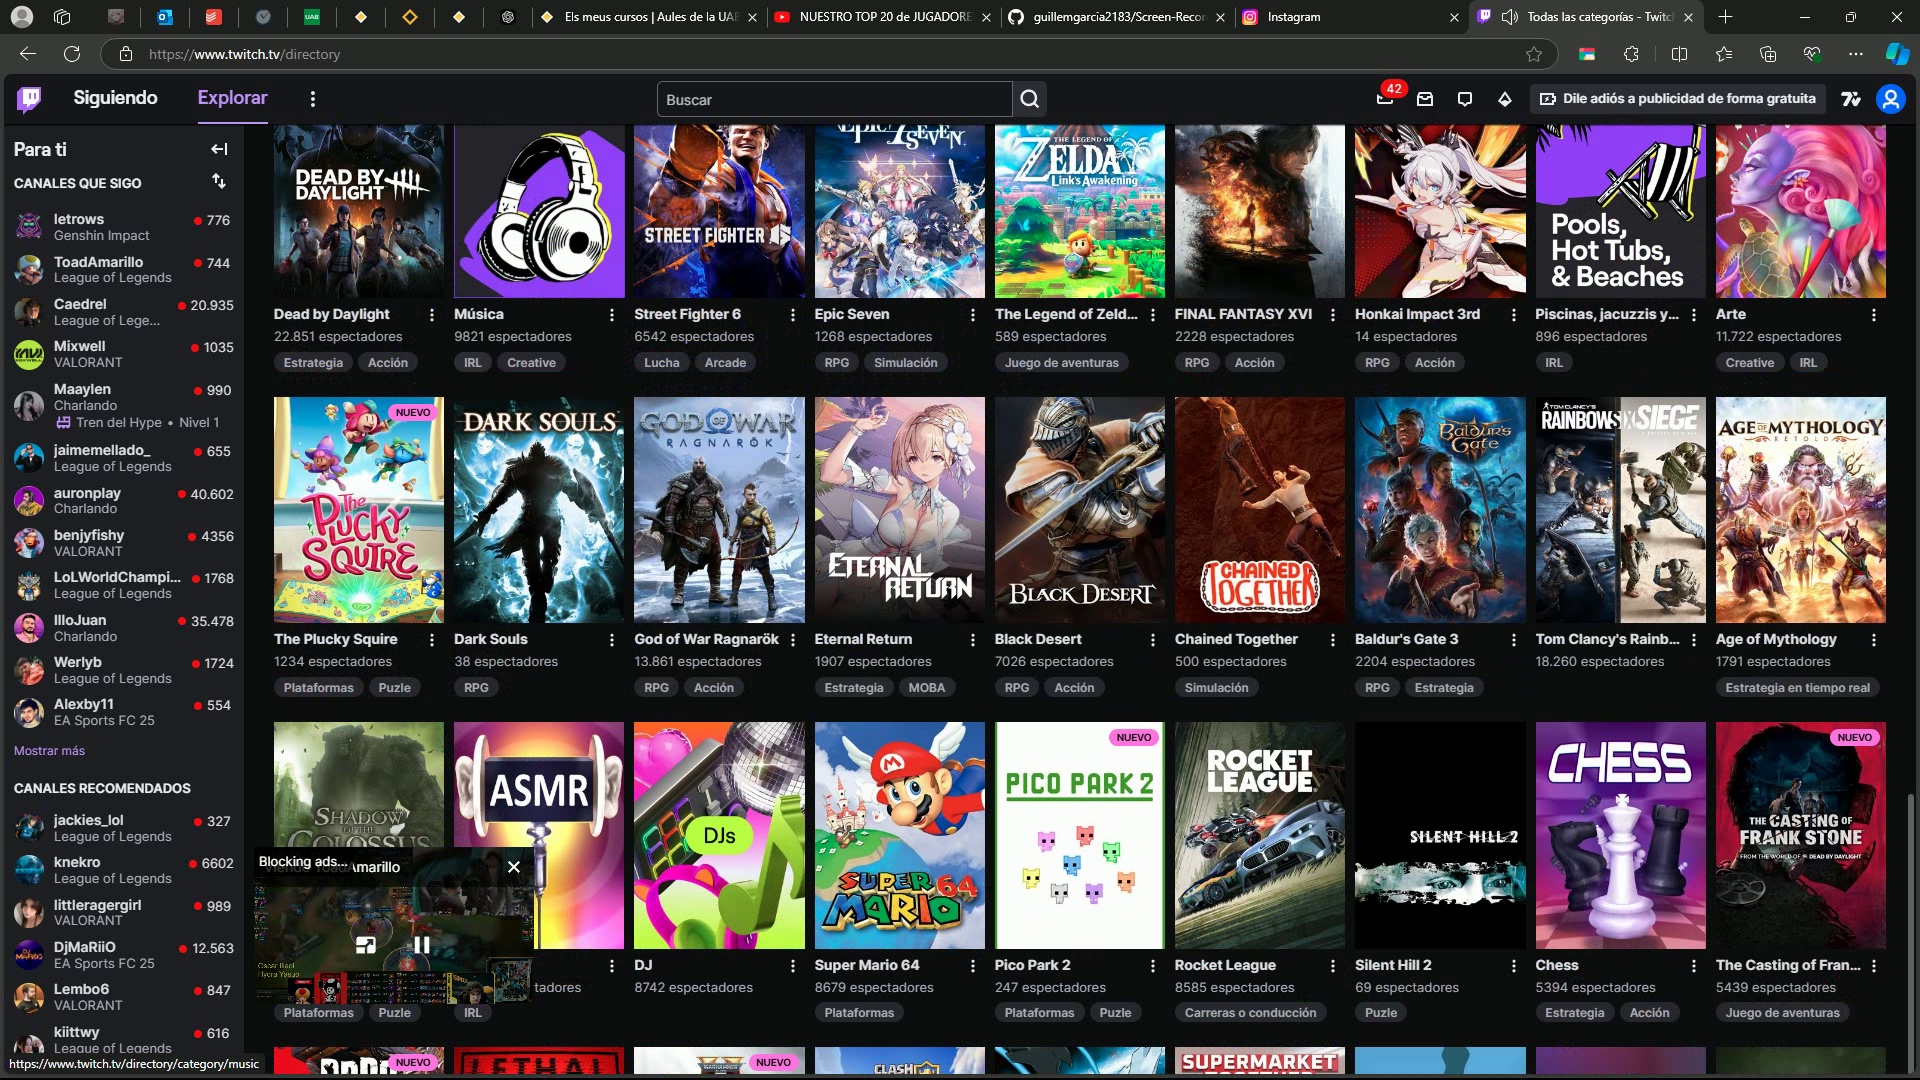 Els meus cursos | Aules de la UAB
NUESTRO TOP 20 de JUGADORE
guillemgarcia2183/Screen-Recor
Instagram
Todas las categorías - Twitch
https://www.twitch.tv/directory
Siguiendo
Explorar
Buscar
42
Dile adiós a publicidad de forma gratuita
Para ti
CANALES QUE SIGO
letrows
776
Genshin Impact
ToadAmarillo
744
League of Legends
Caedrel
20.935
League of Lege...
Mixwell
1035
VALORANT
Maaylen
990
Charlando
Tren del Hype • Nivel 1
jaimemellado_
655
League of Legends
auronplay
40.602
Charlando
benjyfishy
4356
VALORANT
LoLWorldChampi...
1768
League of Legends
IlloJuan
35.478
Charlando
Werlyb
1724
League of Legends
Alexby11
554
EA Sports FC 25
Mostrar más
CANALES RECOMENDADOS
jackies_lol
327
League of Legends
knekro
6602
League of Legends
littleragergirl
989
VALORANT
DjMaRiiO
12.563
EA Sports FC 25
Lembo6
847
VALORANT
kiittwy
616
League of Legends
https://www.twitch.tv/directory/category/music
DEAD BY DAYLIGHT
STREET FIGHTER 6
EPIC SEVEN
THE LEGEND OF ZELDA Link's Awakening
Pools, Hot Tubs, & Beaches
Dead by Daylight
22.851 espectadores
Estrategia Acción
Música
9821 espectadores
IRL Creative
Street Fighter 6
6542 espectadores
Lucha Arcade
Epic Seven
1268 espectadores
RPG Simulación
The Legend of Zeld...
589 espectadores
Juego de aventuras
FINAL FANTASY XVI
2228 espectadores
RPG Acción
Honkai Impact 3rd
14 espectadores
RPG Acción
Piscinas, jacuzzis y...
896 espectadores
IRL
Arte
11.722 espectadores
Creative IRL
NUEVO
The PLUCKY SQUIRE
DARK SOULS
GOD OF WAR RAGNARÖK
ETERNAL RETURN
BLACK DESERT
CHAINED TOGETHER
Baldur's Gate
TOM CLANCY'S RAINBOW SIX SIEGE
AGE OF MYTHOLOGY RETOLD
The Plucky Squire
1234 espectadores
Plataformas Puzle
Dark Souls
38 espectadores
RPG
God of War Ragnarök
13.861 espectadores
RPG Acción
Eternal Return
1907 espectadores
Estrategia MOBA
Black Desert
7026 espectadores
RPG Acción
Chained Together
500 espectadores
Simulación
Baldur's Gate 3
2204 espectadores
RPG Estrategia
Tom Clancy's Rainb...
18.260 espectadores
Age of Mythology
1791 espectadores
Estrategia en tiempo real
SHADOW OF THE COLOSSUS
ASMR
DJs
SUPER MARIO 64
NUEVO
PICO PARK 2
ROCKET LEAGUE
SILENT HILL 2
CHESS
NUEVO
THE CASTING OF FRANK STONE
FROM THE WORLD OF DEAD BY DAYLIGHT
Blocking ads...
Amarillo
Plataformas Puzle
tadores
IRL
DJ
8742 espectadores
Super Mario 64
8679 espectadores
Plataformas
Pico Park 2
247 espectadores
Plataformas Puzle
Rocket League
8585 espectadores
Carreras o conducción
Silent Hill 2
69 espectadores
Puzle
Chess
5394 espectadores
Estrategia Acción
The Casting of Fran...
5439 espectadores
Juego de aventuras
NUEVO
LETHAL
NUEVO
CLASH
SUPERMARKET